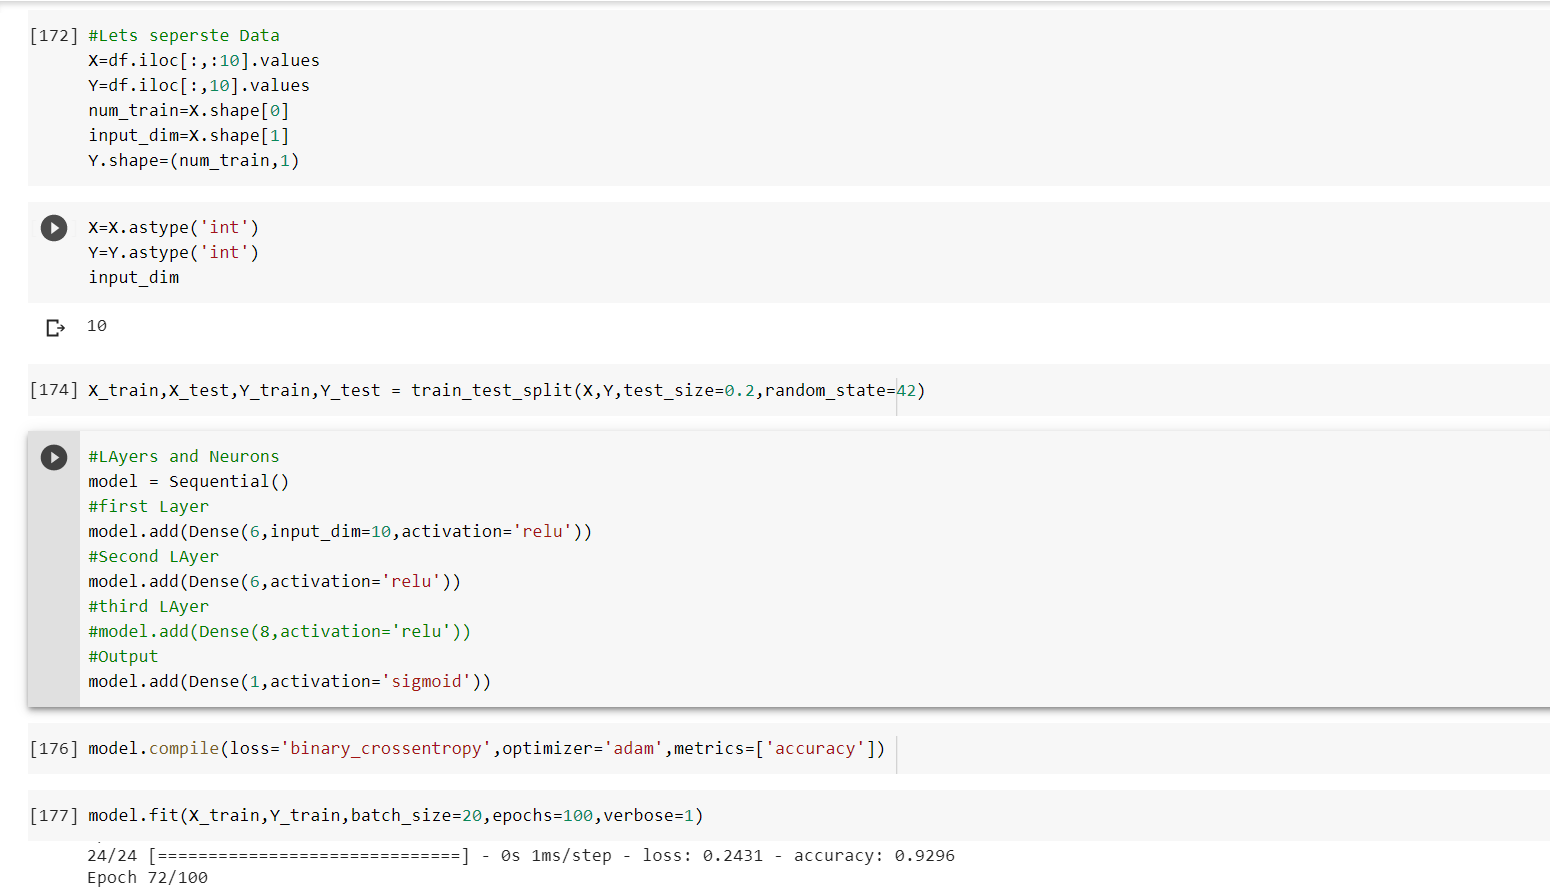 [172] #Lets seperste Data
X=df.iloc[:,:10].values
Y=df.iloc[:,10].values
num_train=X.shape[0]
input_dim=X.shape[1]
Y.shape=(num_train,1)
X=X.astype('int')
Y=Y.astype('int')
input_dim
10
[174] X_train,X_test,Y_train,Y_test = train_test_split(X,Y,test_size=0.2,random_state=42)
#LAyers and Neurons
model = Sequential()
#first Layer
model.add(Dense(6,input_dim=10,activation='relu'))
#Second LAyer
model.add(Dense(6,activation='relu'))
#third LAyer
#model.add(Dense(8,activation='relu'))
#Output
model.add(Dense(1,activation='sigmoid'))
[176] model.compile(loss='binary_crossentropy',optimizer='adam',metrics=['accuracy'])
[177] model.fit(X_train,Y_train,batch_size=20,epochs=100,verbose=1)
24/24 [==============================] - 0s 1ms/step - loss: 0.2431 - accuracy: 0.9296
Epoch 72/100